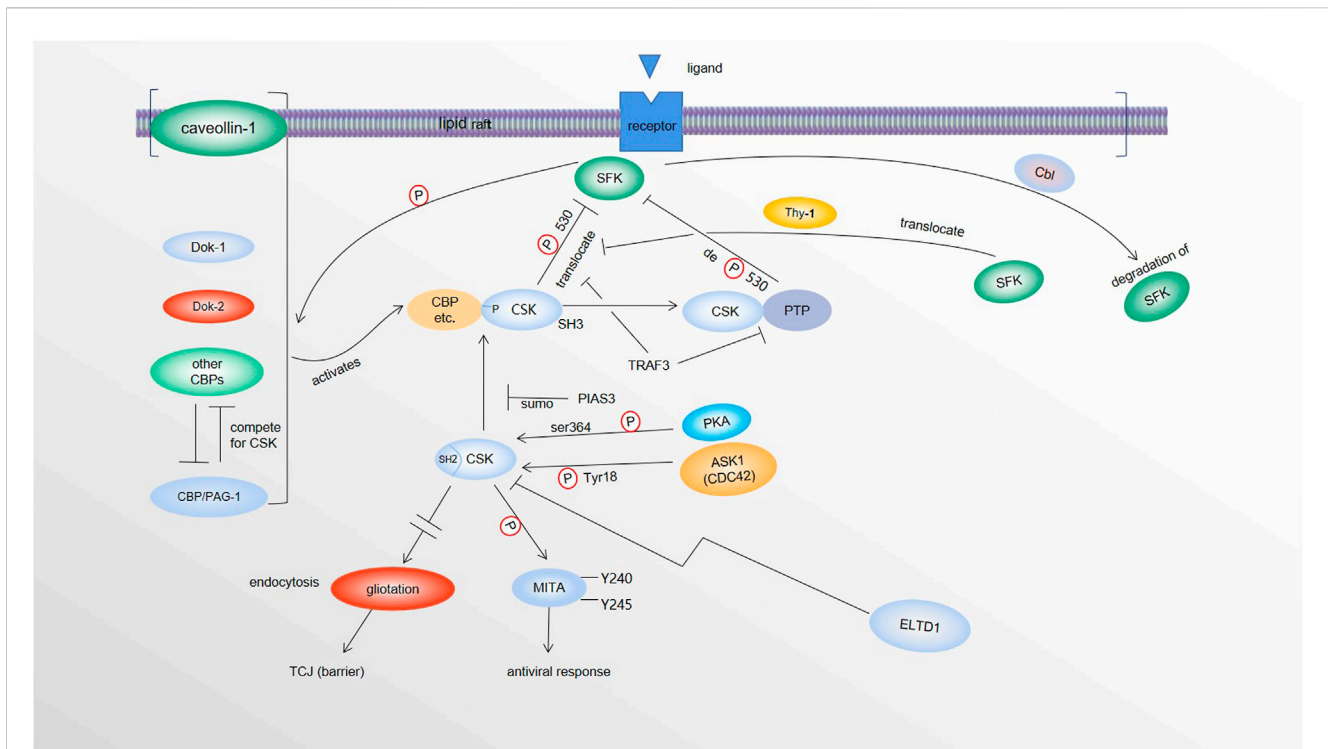 ligand
caveollin-1
lipid raft
receptor
Cbl
SFK
P
Thy-1
translocate
Dok-1
P 530
translocate
de P 530
SFK
degradation of
SFK
Dok-2
CBP
etc.
P
CSK
SH3
CSK
PTP
other
CBPs
activates
TRAF3
sumo
PIAS3
compete
for CSK
ser364
P
PKA
SH2
CSK
P Tyr18
ASK1
(CDC42)
CBP/PAG-1
P
endocytosis
gliotation
MITA
Y240
Y245
ELTD1
TCJ (barrier)
antiviral response